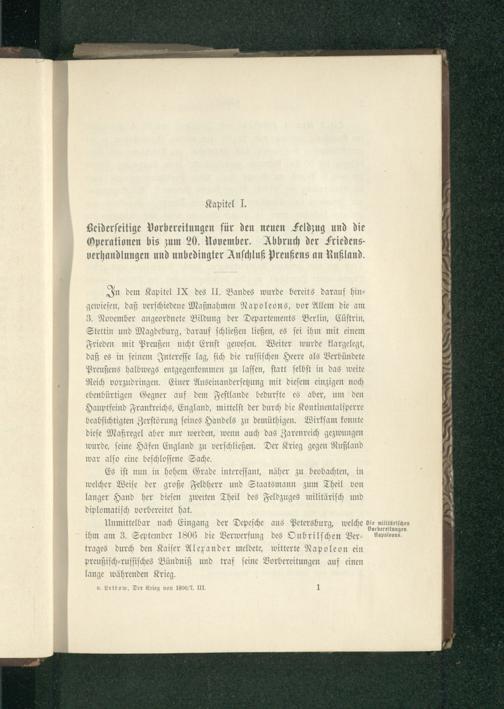 Kapitel I.
Beiderseitige Vorbereitungen für den neuen Feldzug und die
Operationen bis zum 20. November. Abbruch der Friedens-
verhandlungen und unbedingter Anschluß Preußens an Rußland.
In dem Kapitel IX des II. Bandes wurde bereits darauf hin-
gewiesen, daß verschiedene Maßnahmen Napoleons, vor Allem die am
3. November angeordnete Bildung der Departements Berlin, Cüstrin,
Stettin und Magdeburg, darauf schließen ließen, es sei ihm mit einem
Frieden mit Preußen nicht Ernst gewesen. Weiter wurde klargelegt,
daß es in seinem Interesse lag, sich die russischen Heere als Verbündete
Preußens halbwegs entgegenkommen zu lassen, statt selbst in das weite
Reich vorzudringen. Einer Auseinandersetzung mit diesem einzigen noch
ebenbürtigen Gegner auf dem Festlande bedurfte es aber, um den
Hauptfeind Frankreichs, England, mittelst der durch die Kontinentalsperre
beabsichtigten Zerstörung seines Handels zu demüthigen. Wirksam konnte
diese Maßregel aber nur werden, wenn auch das Zarenreich gezwungen
wurde, seine Häfen England zu verschließen. Der Krieg gegen Rußland
war also eine beschlossene Sache.
Es ist nun in hohem Grade interessant, näher zu beobachten, in
welcher Weise der große Feldherr und Staatsmann zum Theil von
langer Hand her diesen zweiten Theil des Feldzuges militärisch und
diplomatisch vorbereitet hat.
Unmittelbar nach Eingang der Depesche aus Petersburg, welche
ihm am 3. September 1806 die Verwerfung des Oubrilschen Ver-
trages durch den Kaiser Alexander meldete, witterte Napoleon ein
preußisch-russisches Bündniß und traf seine Vorbereitungen auf einen
lange währenden Krieg.
Die militärischen
Vorbereitungen
Napoleons.
v. Lettow, Der Krieg von 1806/7. III.
1